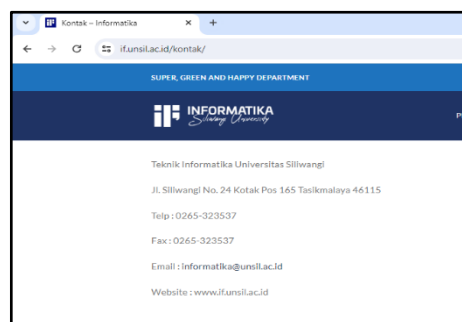 Kontak – Informatika
if.unsil.ac.id/kontak/
SUPER, GREEN AND HAPPY DEPARTMENT
INFORMATIKA
Siliwangi University
P
Teknik Informatika Universitas Siliwangi
Jl. Siliwangi No. 24 Kotak Pos 165 Tasikmalaya 46115
Telp : 0265-323537
Fax : 0265-323537
Email : informatika@unsil.ac.id
Website : www.if.unsil.ac.id